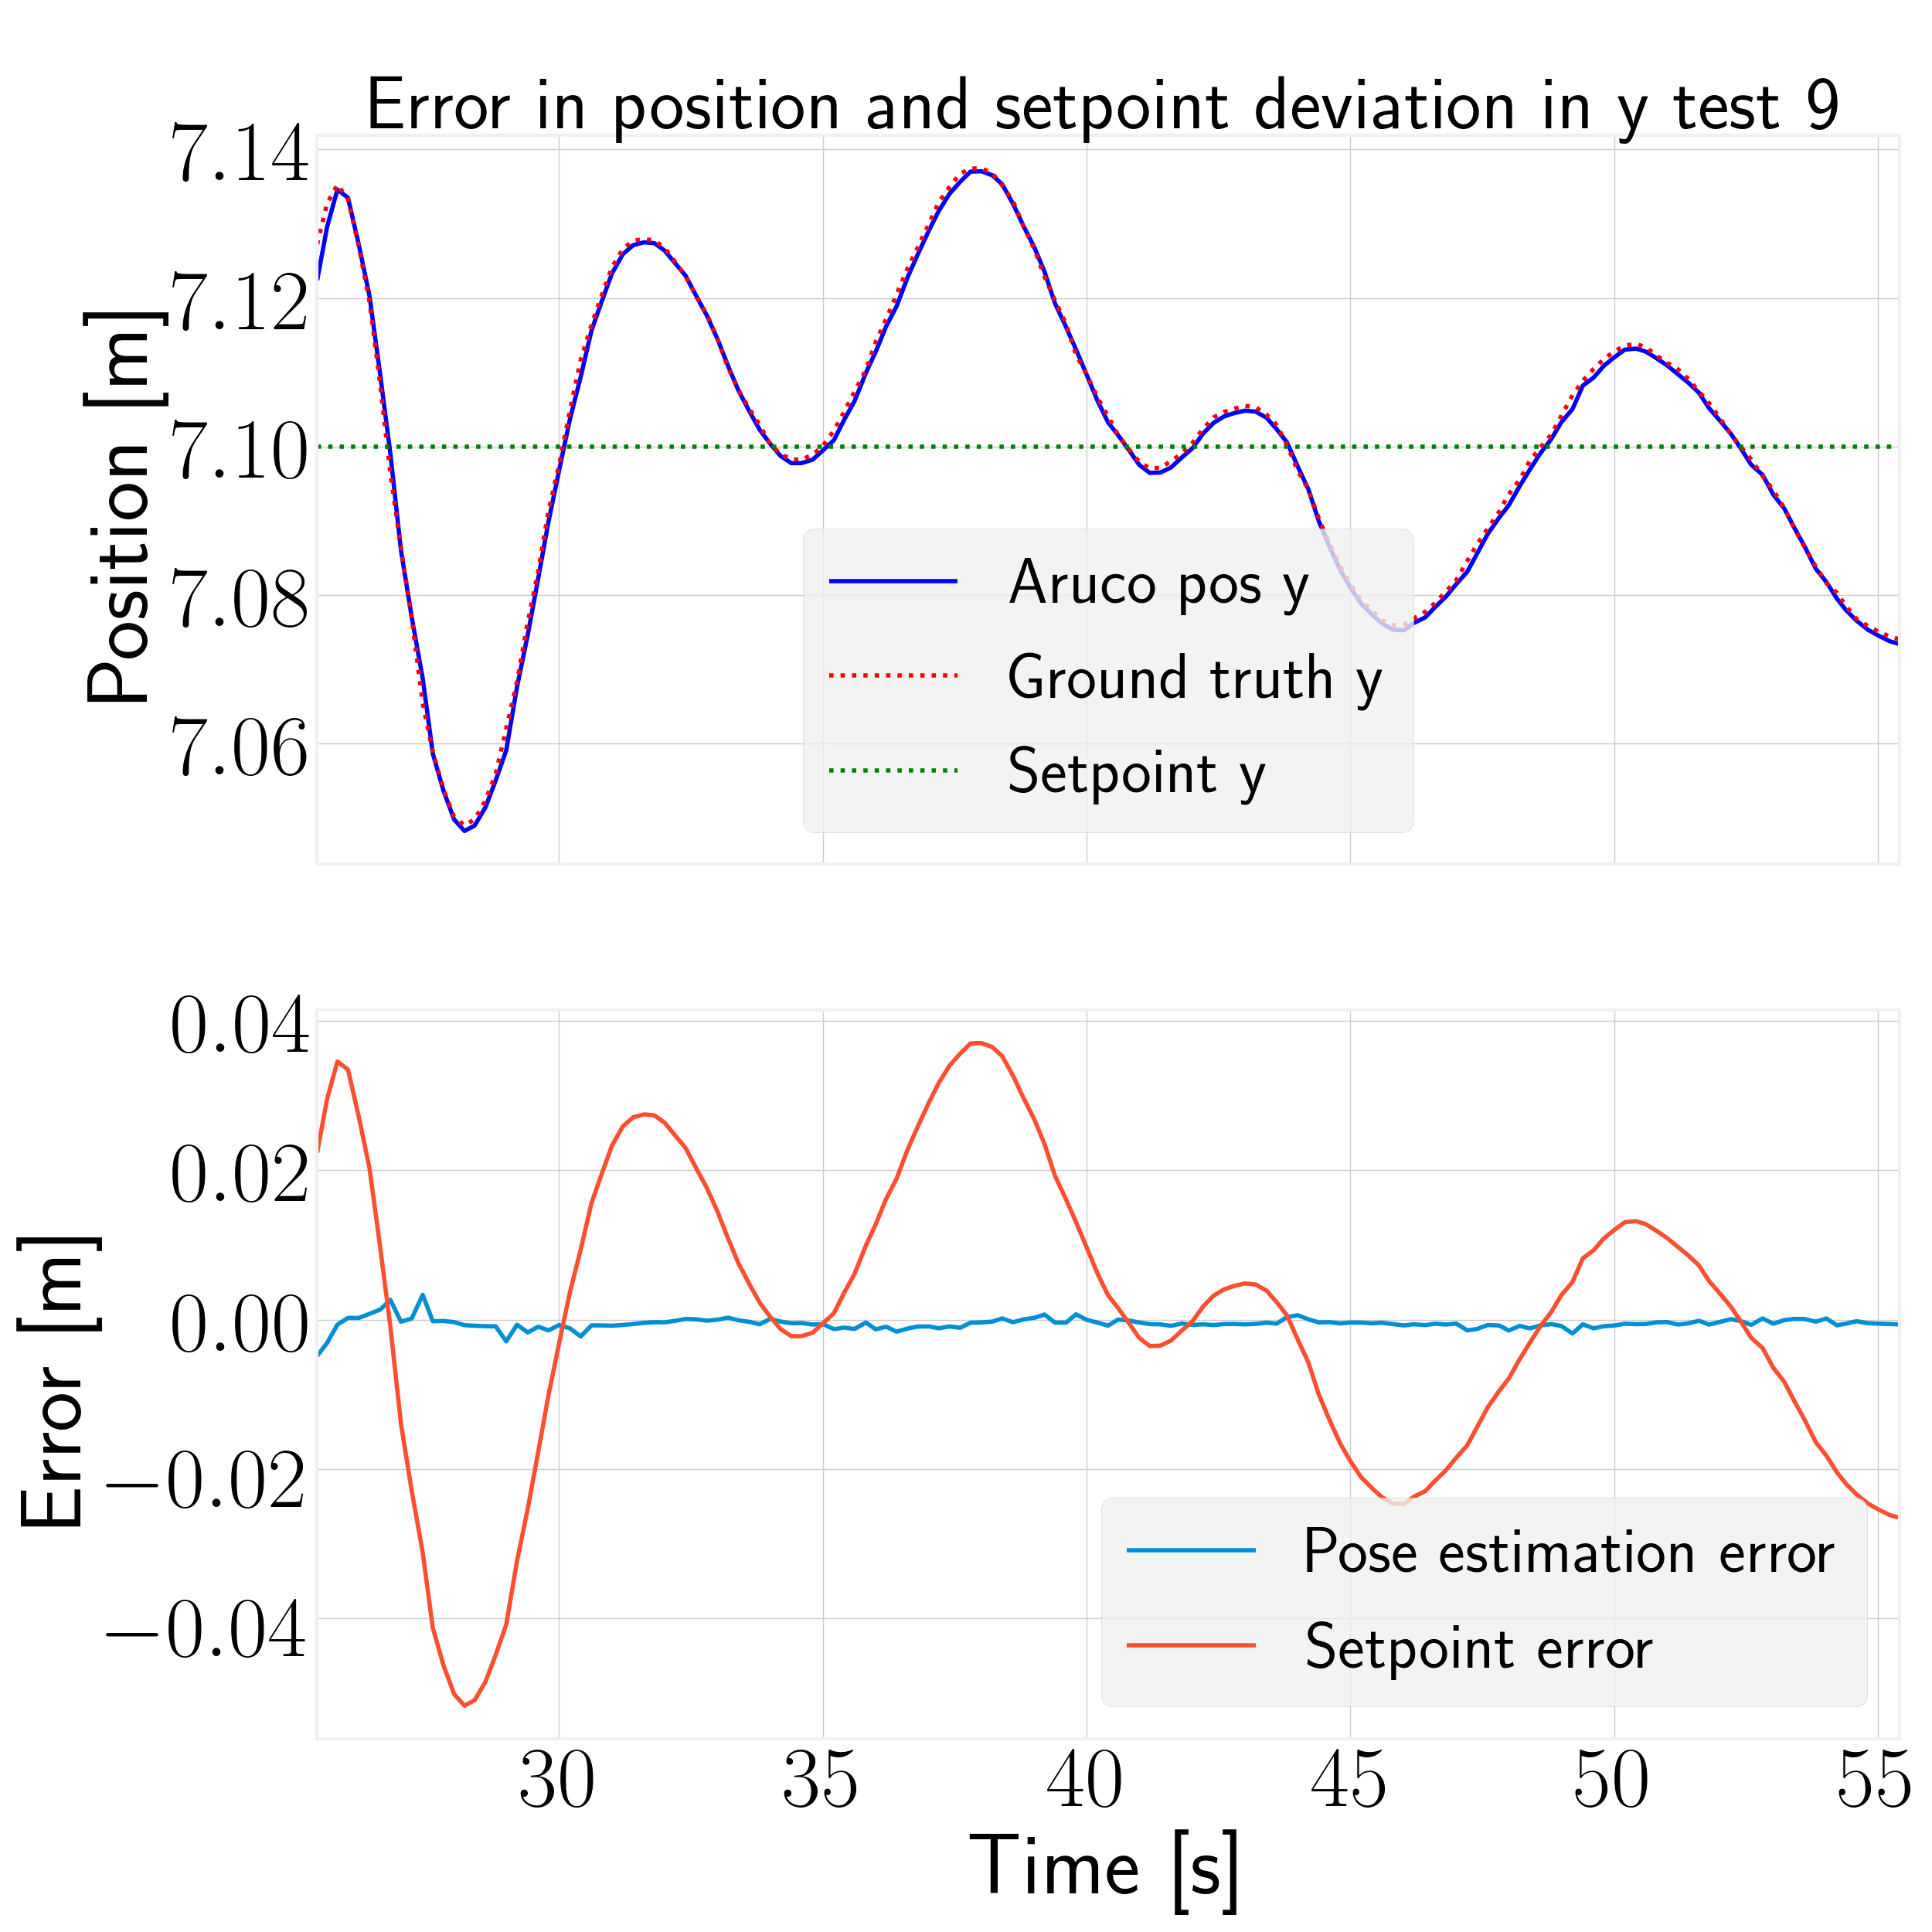 Error in position and setpoint deviation in y test 9
Position [m]
7.14
7.12
7.10
7.08
7.06
Aruco pos y
Ground truth y
Setpoint y
Error [m]
0.04
0.02
0.00
−0.02
−0.04
Pose estimation error
Setpoint error
30 35 40 45 50 55
Time [s]